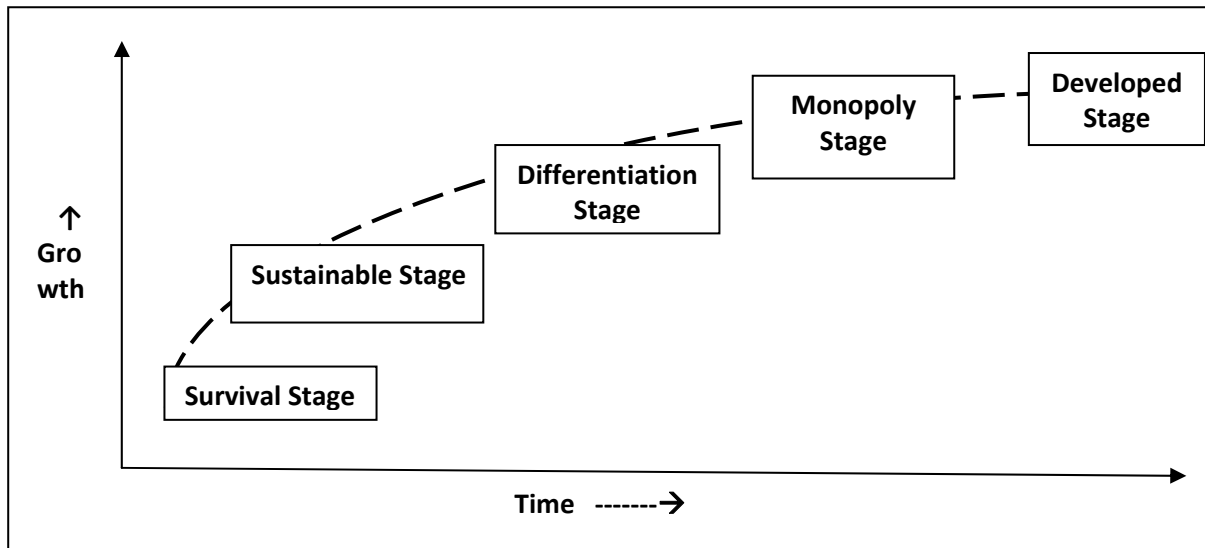 Developed
Stage
Monopoly
Stage
Differentiation
Stage
↑
Gro
wth
Sustainable Stage
Survival Stage
Time -------→